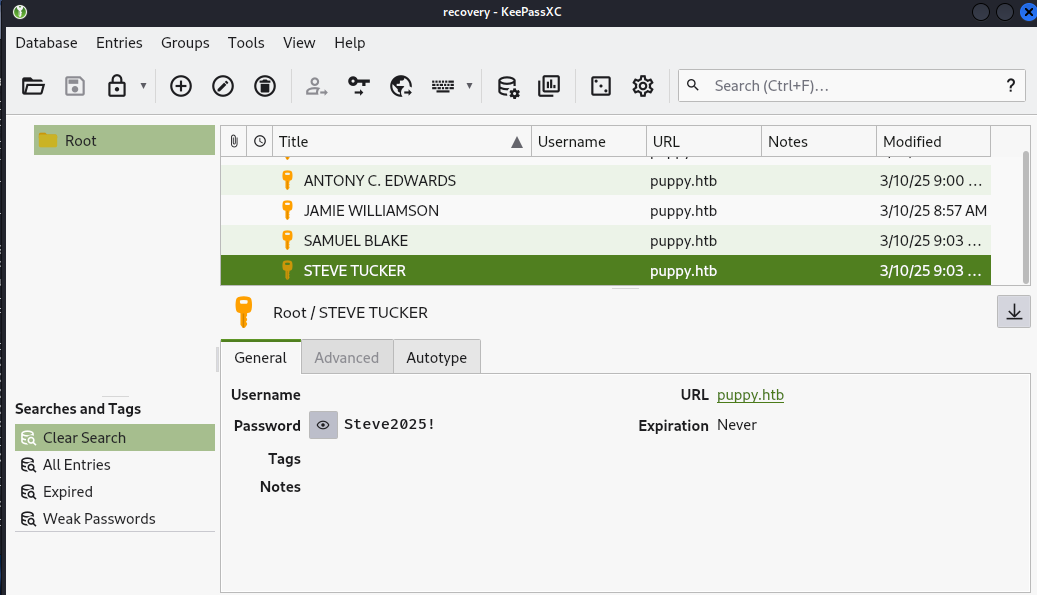 recovery - KeePassXC
Database Entries Groups Tools View Help
Search (Ctrl+F)... ?
Root
Title Username URL Notes Modified
ANTONY C. EDWARDS puppy.htb 3/10/25 9:00 ...
JAMIE WILLIAMSON puppy.htb 3/10/25 8:57 AM
SAMUEL BLAKE puppy.htb 3/10/25 9:03 ...
STEVE TUCKER puppy.htb 3/10/25 9:03 ...
Root / STEVE TUCKER
General Advanced Autotype
Username URL puppy.htb
Password Steve2025! Expiration Never
Tags
Notes
Searches and Tags
Clear Search
All Entries
Expired
Weak Passwords